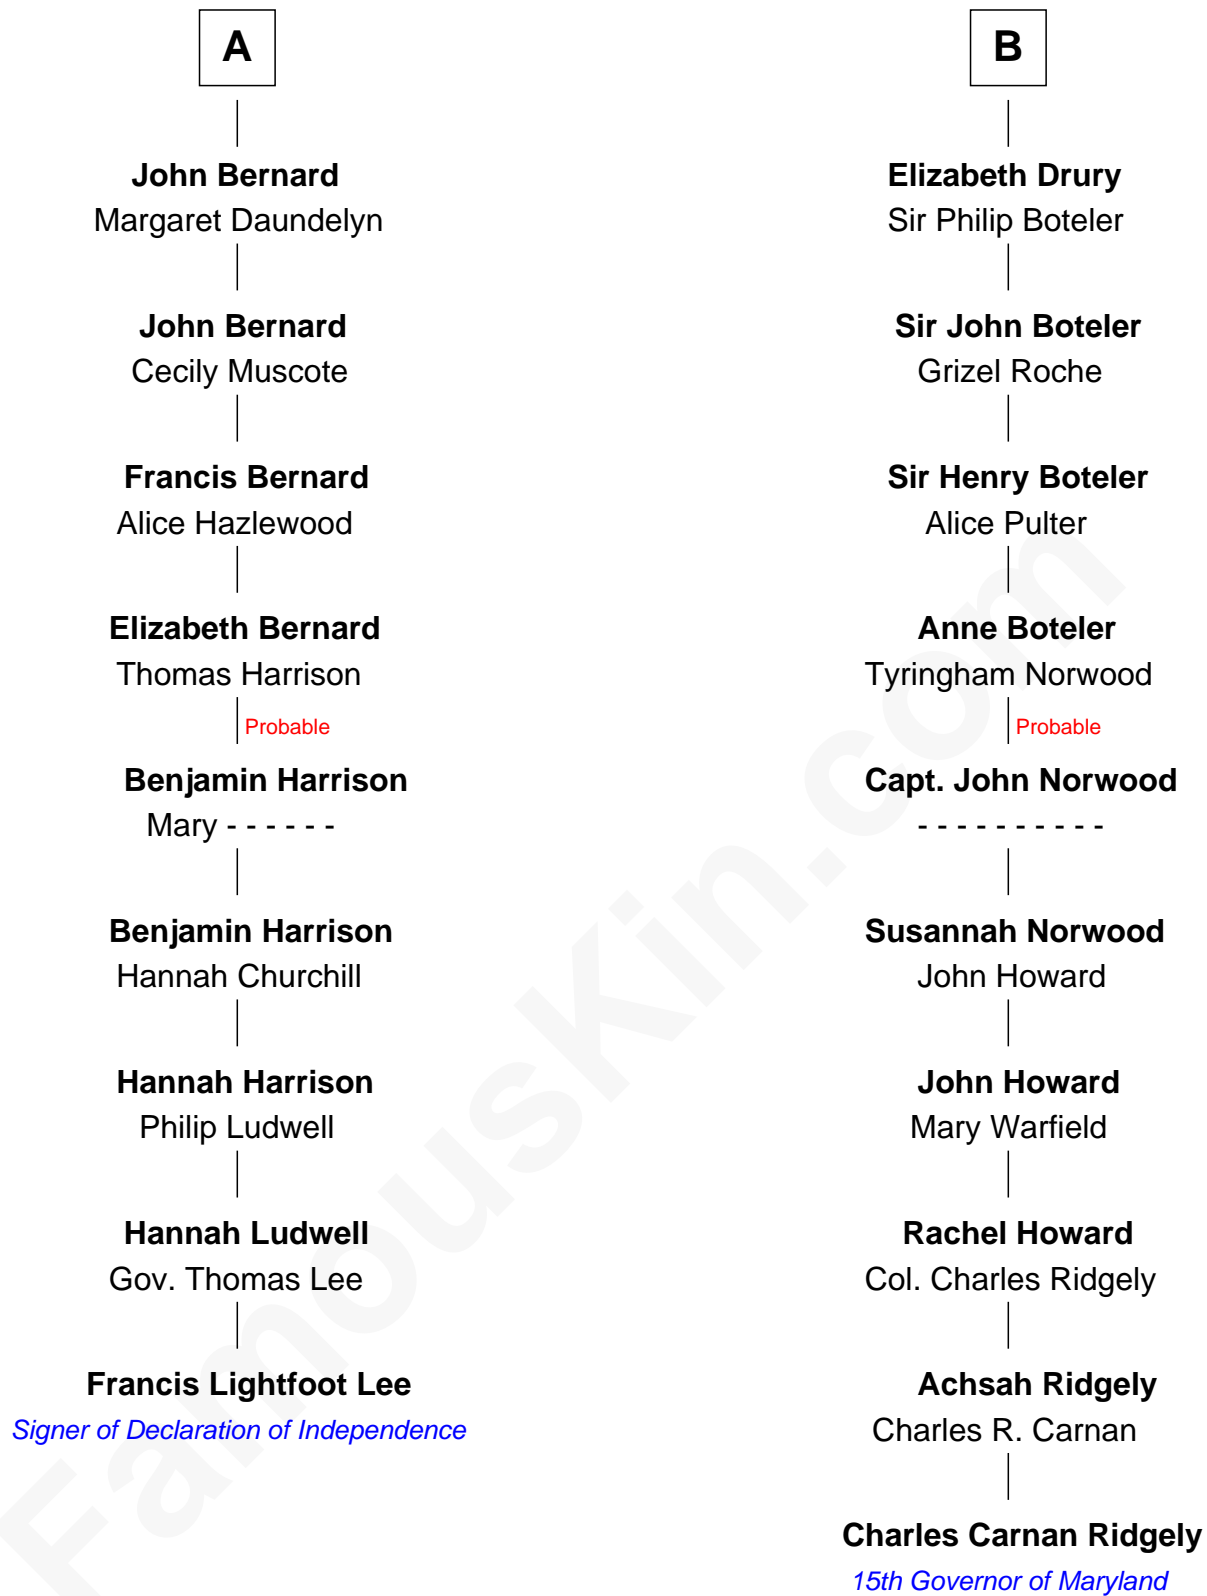 A
John Bernard
Margaret Daundelyn
John Bernard
Cecily Muscote
Francis Bernard
Alice Hazlewood
Elizabeth Bernard
Thomas Harrison
Probable
Benjamin Harrison
Mary - - - - - -
Benjamin Harrison
Hannah Churchill
Hannah Harrison
Philip Ludwell
Hannah Ludwell
Gov. Thomas Lee
Francis Lightfoot Lee
Signer of Declaration of Independence
B
Elizabeth Drury
Sir Philip Boteler
Sir John Boteler
Grizel Roche
Sir Henry Boteler
Alice Pulter
Anne Boteler
Tyringham Norwood
Probable
Capt. John Norwood
- - - - - - - - - -
Susannah Norwood
John Howard
John Howard
Mary Warfield
Rachel Howard
Col. Charles Ridgely
Achsah Ridgely
Charles R. Carnan
Charles Carnan Ridgely
15th Governor of Maryland
FamousKin.com